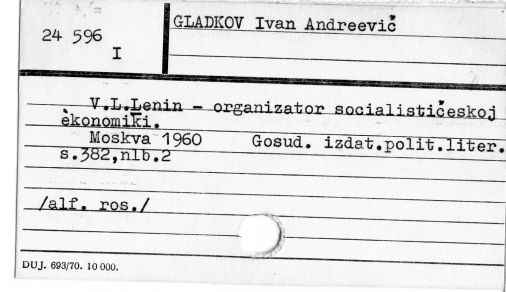 GLADKOV Ivan Andreevič
24 596
I
V.L.Lenin - organizator socialističeskoj
ėkonomiki.
Moskva 1960 Gosud. izdat.polit.liter.
s.382,nlb.2
/alf. ros./
DUJ. 693/70. 10 000.